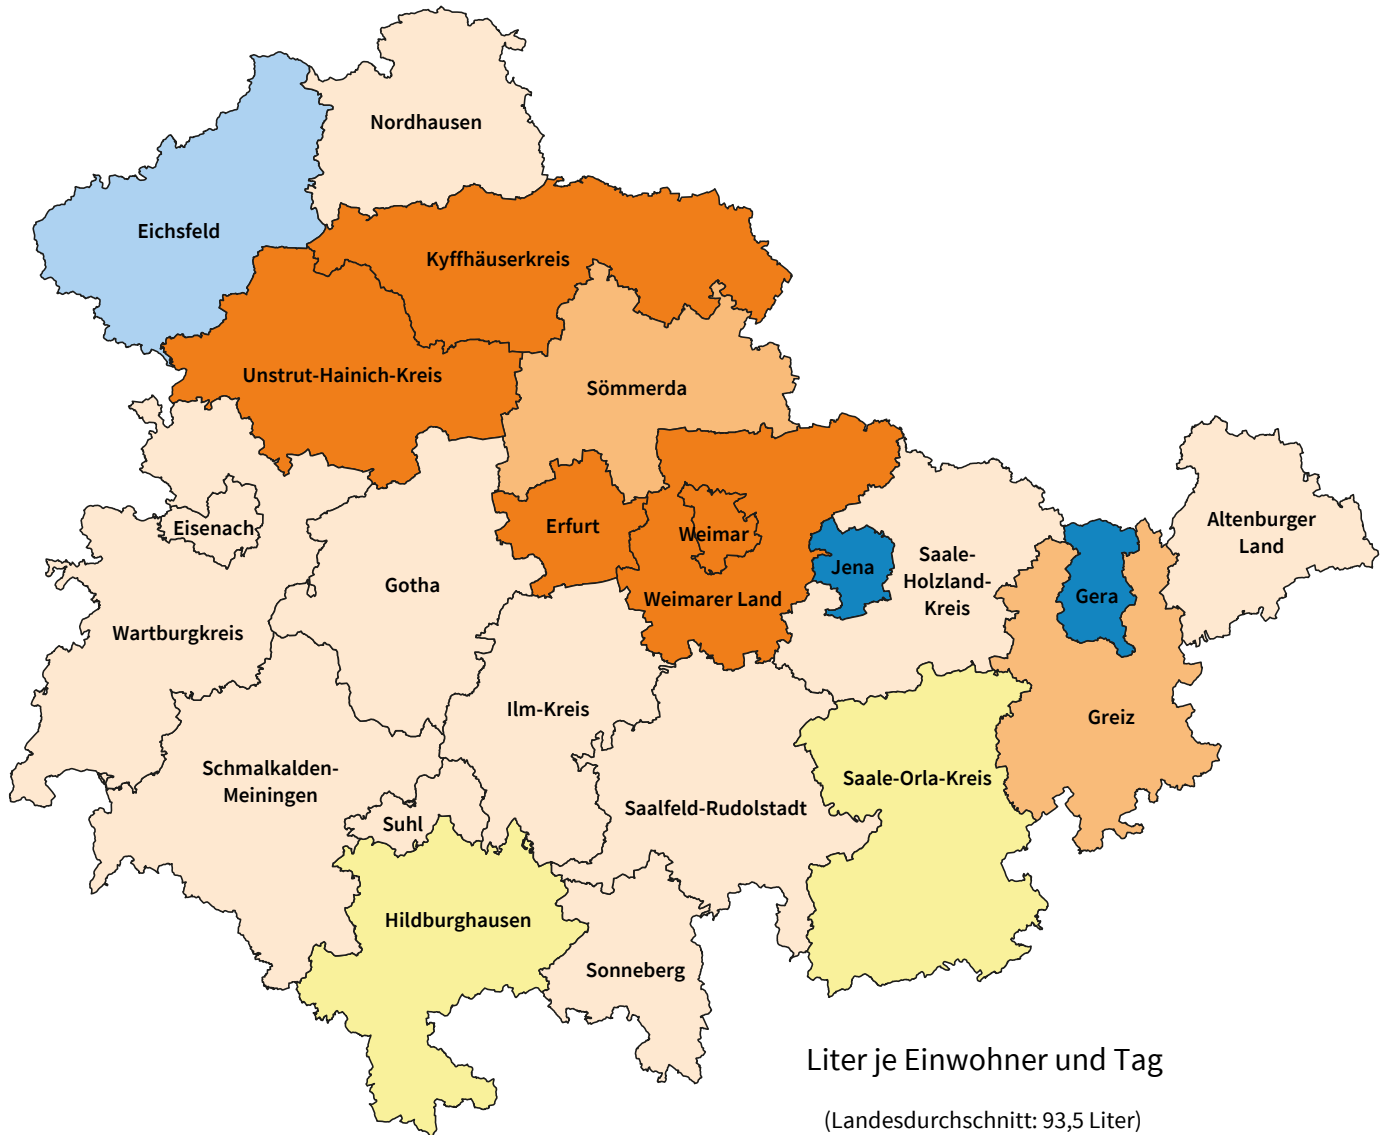 Nordhausen
Eichsfeld
Kyffhäuserkreis
Unstrut-Hainich-Kreis
Sömmerda
Eisenach
Erfurt
Weimar
Altenburger
Land
Gotha
Jena
Saale-
Holzland-
Kreis
Gera
Weimarer Land
Wartburgkreis
Ilm-Kreis
Greiz
Schmalkalden-
Meiningen
Saale-Orla-Kreis
Suhl
Saalfeld-Rudolstadt
Hildburghausen
Sonneberg
Liter je Einwohner und Tag
(Landesdurchschnitt: 93,5 Liter)